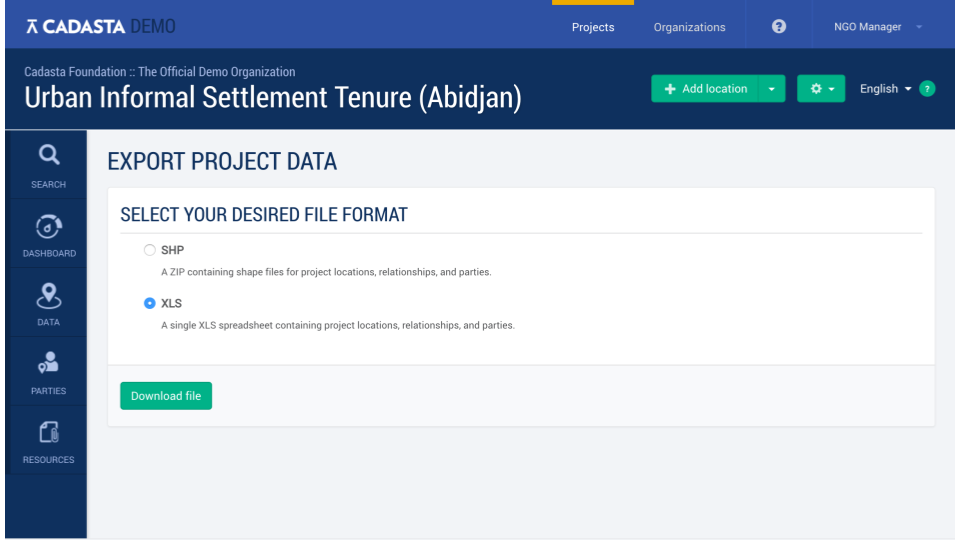 CADASTA DEMO
Projects
Organizations
?
NGO Manager
Cadasta Foundation :: The Official Demo Organization
Urban Informal Settlement Tenure (Abidjan)
+ Add location
English
?
SEARCH
DASHBOARD
DATA
PARTIES
RESOURCES
EXPORT PROJECT DATA
SELECT YOUR DESIRED FILE FORMAT
SHP
A ZIP containing shape files for project locations, relationships, and parties.
XLS
A single XLS spreadsheet containing project locations, relationships, and parties.
Download file